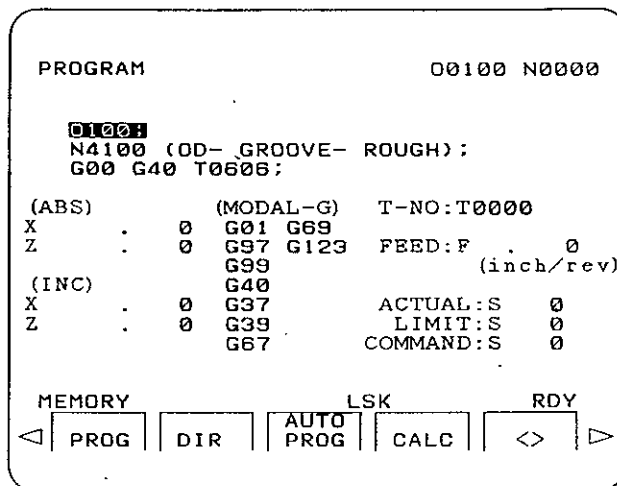 PROGRAM O0100 N0000
O100;
N4100 (OD- GROOVE- ROUGH);
G00 G40 T0606;
(ABS) (MODAL-G) T-NO:T0000
X . 0 G01 G69
Z . 0 G97 G123 FEED:F . 0
G99 (inch/rev)
(INC) G40
X . 0 G37 ACTUAL:S 0
Z . 0 G39 LIMIT:S 0
G67 COMMAND:S 0
MEMORY LSK RDY
PROG DIR AUTO PROG CALC <>